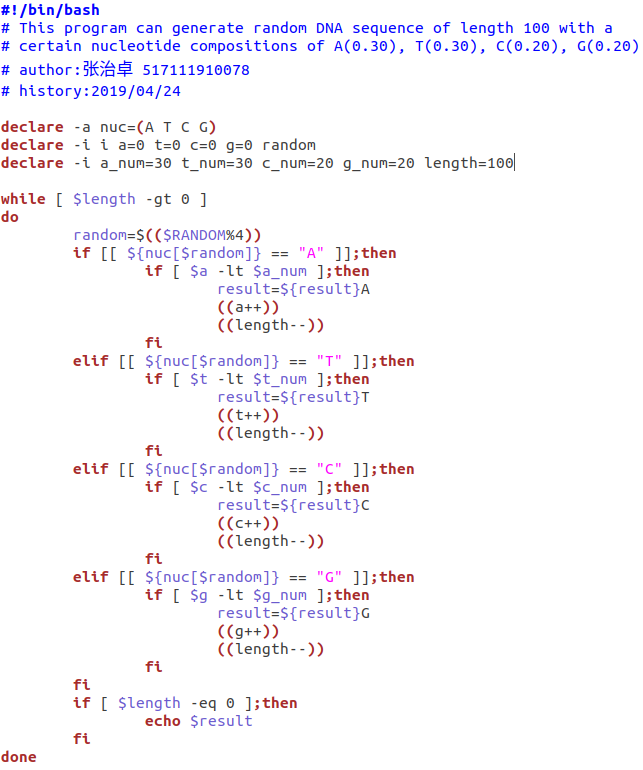 #!/bin/bash
# This program can generate random DNA sequence of length 100 with a
# certain nucleotide compositions of A(0.30), T(0.30), C(0.20), G(0.20)
# author:张治卓 517111910078
# history:2019/04/24

declare -a nuc=(A T C G)
declare -i i a=0 t=0 c=0 g=0 random
declare -i a_num=30 t_num=30 c_num=20 g_num=20 length=100

while [ $length -gt 0 ]
do
        random=$(($RANDOM%4))
        if [[ ${nuc[$random]} == "A" ]];then
                if [ $a -lt $a_num ];then
                        result=${result}A
                        ((a++))
                        ((length--))
                fi
        elif [[ ${nuc[$random]} == "T" ]];then
                if [ $t -lt $t_num ];then
                        result=${result}T
                        ((t++))
                        ((length--))
                fi
        elif [[ ${nuc[$random]} == "C" ]];then
                if [ $c -lt $c_num ];then
                        result=${result}C
                        ((c++))
                        ((length--))
                fi
        elif [[ ${nuc[$random]} == "G" ]];then
                if [ $g -lt $g_num ];then
                        result=${result}G
                        ((g++))
                        ((length--))
                fi
        fi
        if [ $length -eq 0 ];then
                echo $result
        fi
done